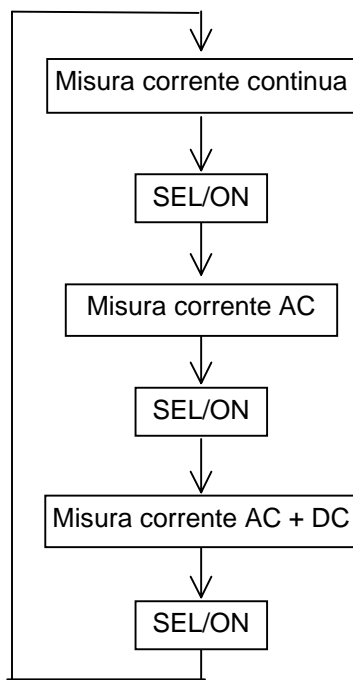 Misura corrente continua
SEL/ON
Misura corrente AC
SEL/ON
Misura corrente AC + DC
SEL/ON